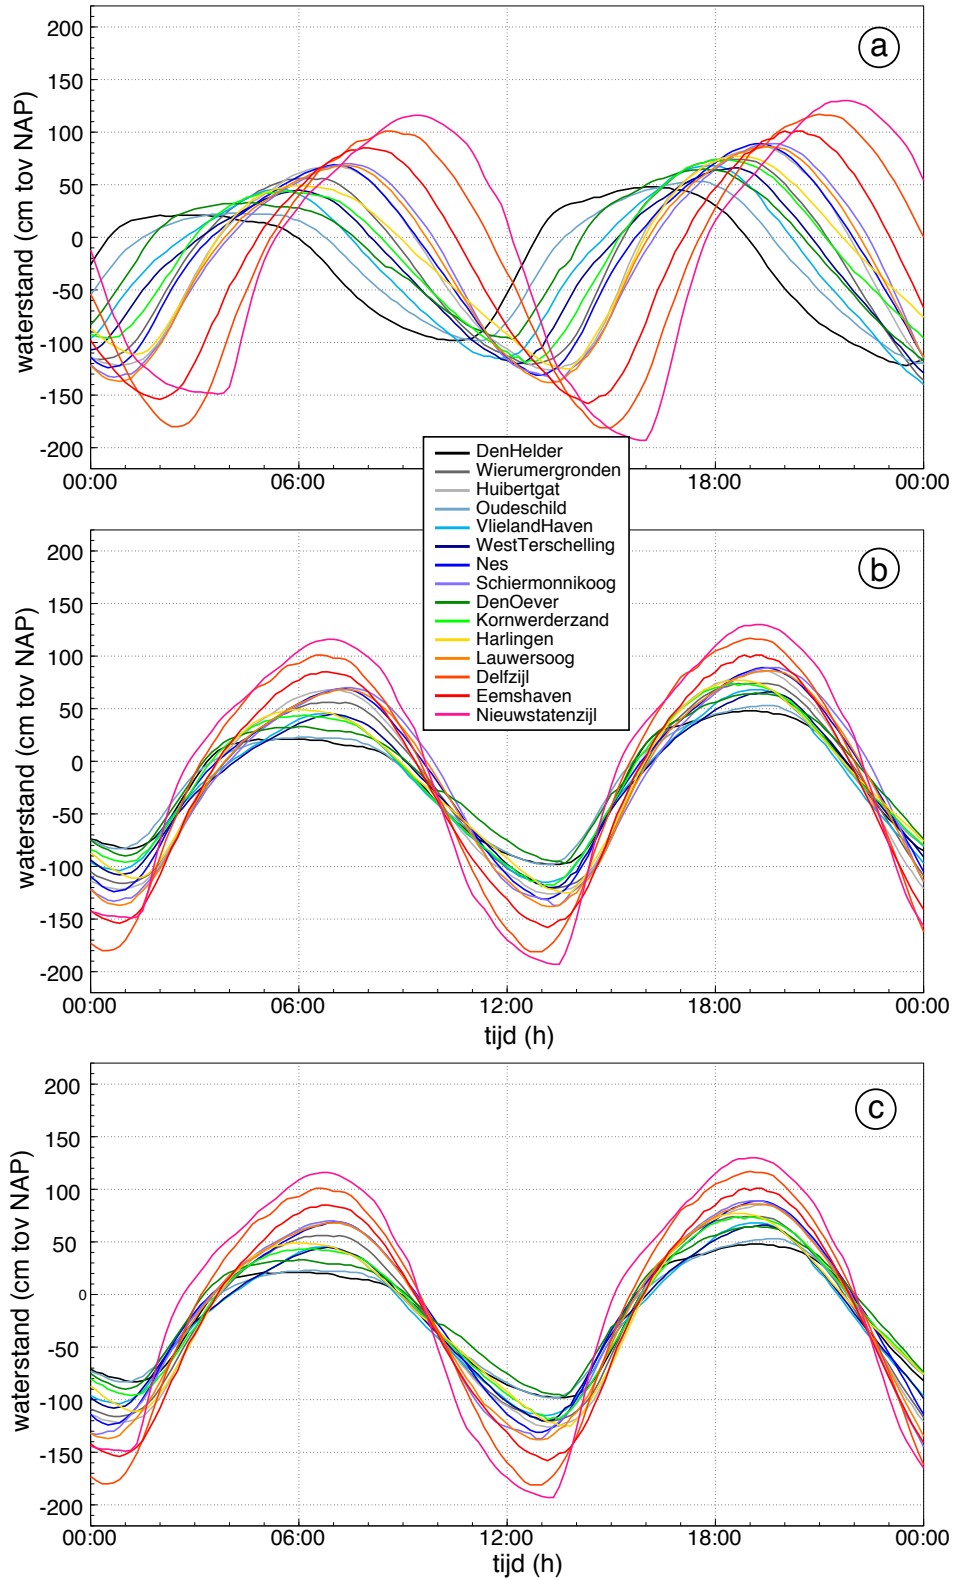 a
waterstand (cm tov NAP)
200
150
100
50
0
-50
-100
-150
-200
00:00 06:00 18:00 00:00
DenHelder
Wierumergronden
Huibertgat
Oudeschild
VlielandHaven
WestTerschelling
Nes
Schiermonnikoog
DenOever
Kornwerderzand
Harlingen
Lauwersoog
Delfzijl
Eemshaven
Nieuwstatenzijl
b
waterstand (cm tov NAP)
200
150
100
50
0
-50
-100
-150
-200
00:00 06:00 12:00 18:00 00:00
tijd (h)
c
waterstand (cm tov NAP)
200
150
100
50
0
-50
-100
-150
-200
00:00 06:00 12:00 18:00 00:00
tijd (h)